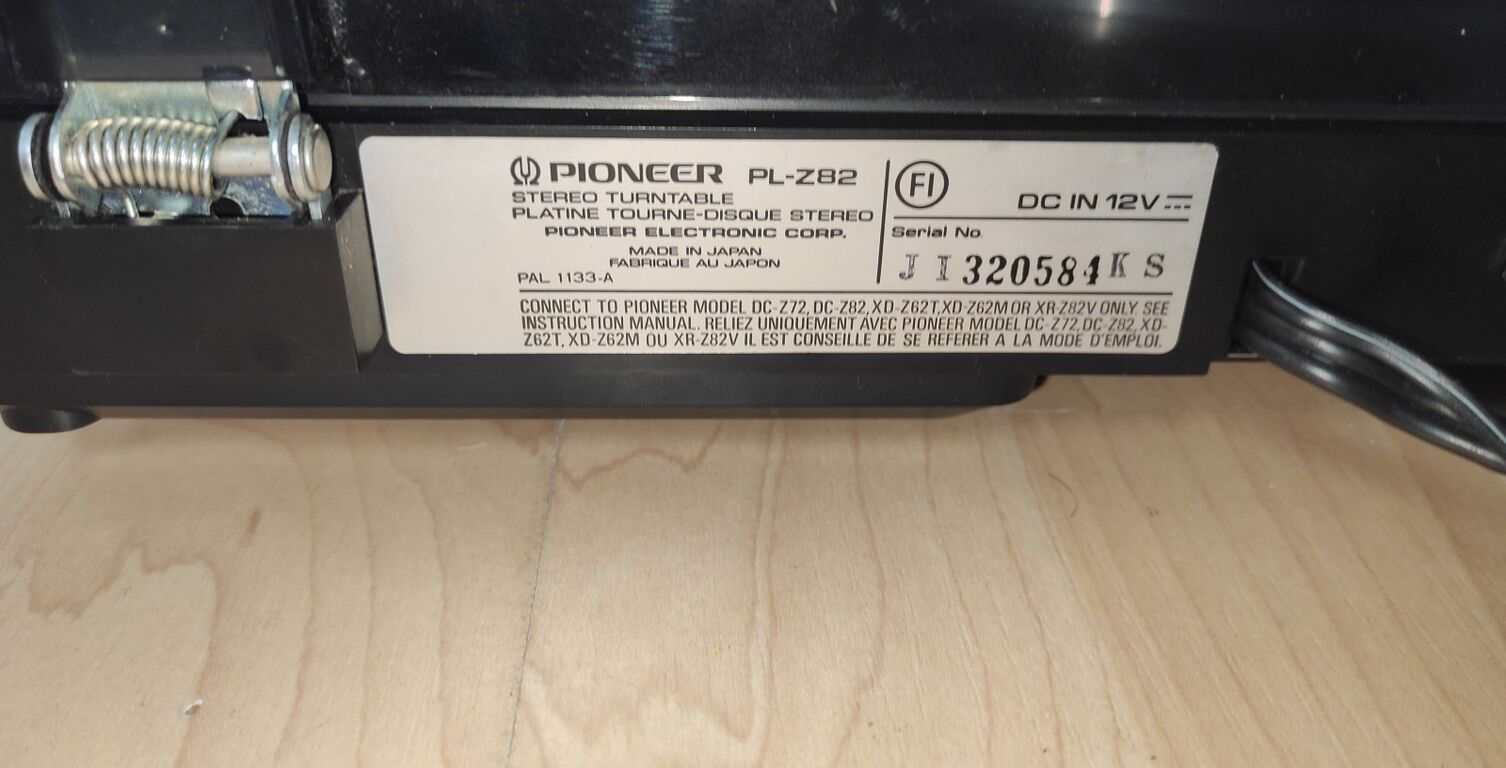 PIONEER PL-Z82
STEREO TURNTABLE
PLATINE TOURNE-DISQUE STEREO
PIONEER ELECTRONIC CORP.
MADE IN JAPAN
FABRIQUE AU JAPON
PAL 1133-A
FI
DC IN 12V
Serial No.
JI320584KS
CONNECT TO PIONEER MODEL DC-Z72, DC-Z82, XD-Z62T, XD-Z62M OR XR-Z82V ONLY. SEE
INSTRUCTION MANUAL. RELIEZ UNIQUEMENT AVEC PIONEER MODEL DC-Z72, DC-Z82, XD-
Z62T, XD-Z62M OU XR-Z82V IL EST CONSEILLE DE SE REFERER A LA MODE D'EMPLOI.